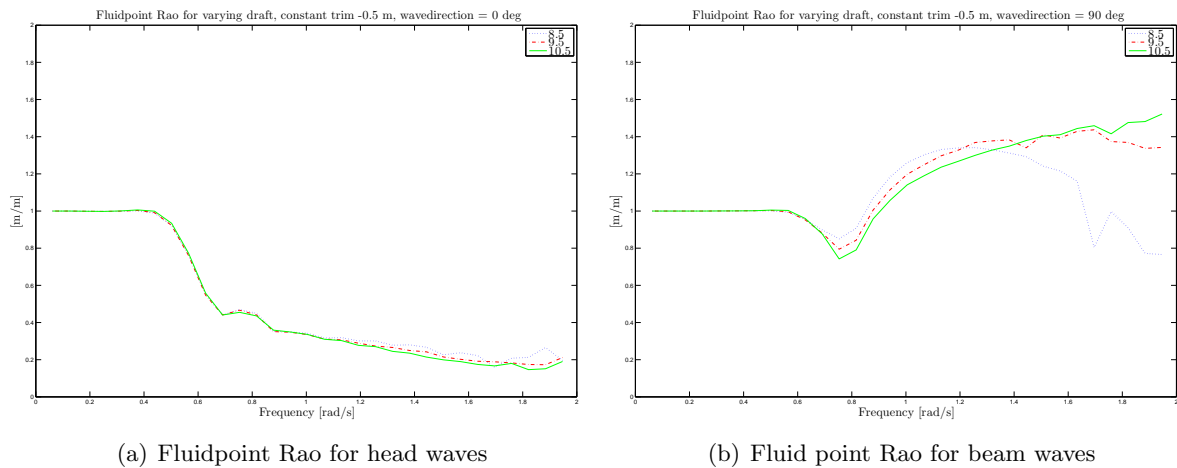 Fluidpoint Rao for varying draft, constant trim -0.5 m, wavedirection = 0 deg
2
1.8
1.6
1.4
1.2
1
0.8
0.6
0.4
0.2
0
[m/m]
8.5
9.5
10.5
0 0.2 0.4 0.6 0.8 1 1.2 1.4 1.6 1.8 2
Frequency [rad/s]
(a) Fluidpoint Rao for head waves
Fluidpoint Rao for varying draft, constant trim -0.5 m, wavedirection = 90 deg
2
1.8
1.6
1.4
1.2
1
0.8
0.6
0.4
0.2
0
[m/m]
8.5
9.5
10.5
0 0.2 0.4 0.6 0.8 1 1.2 1.4 1.6 1.8 2
Frequency [rad/s]
(b) Fluid point Rao for beam waves